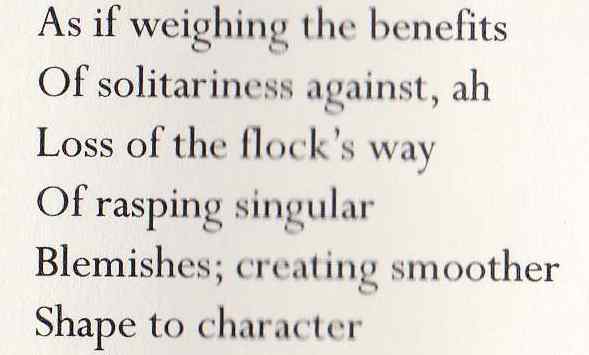 As if weighing the benefits
Of solitariness against, ah
Loss of the flock's way
Of rasping singular
Blemishes; creating smoother
Shape to character